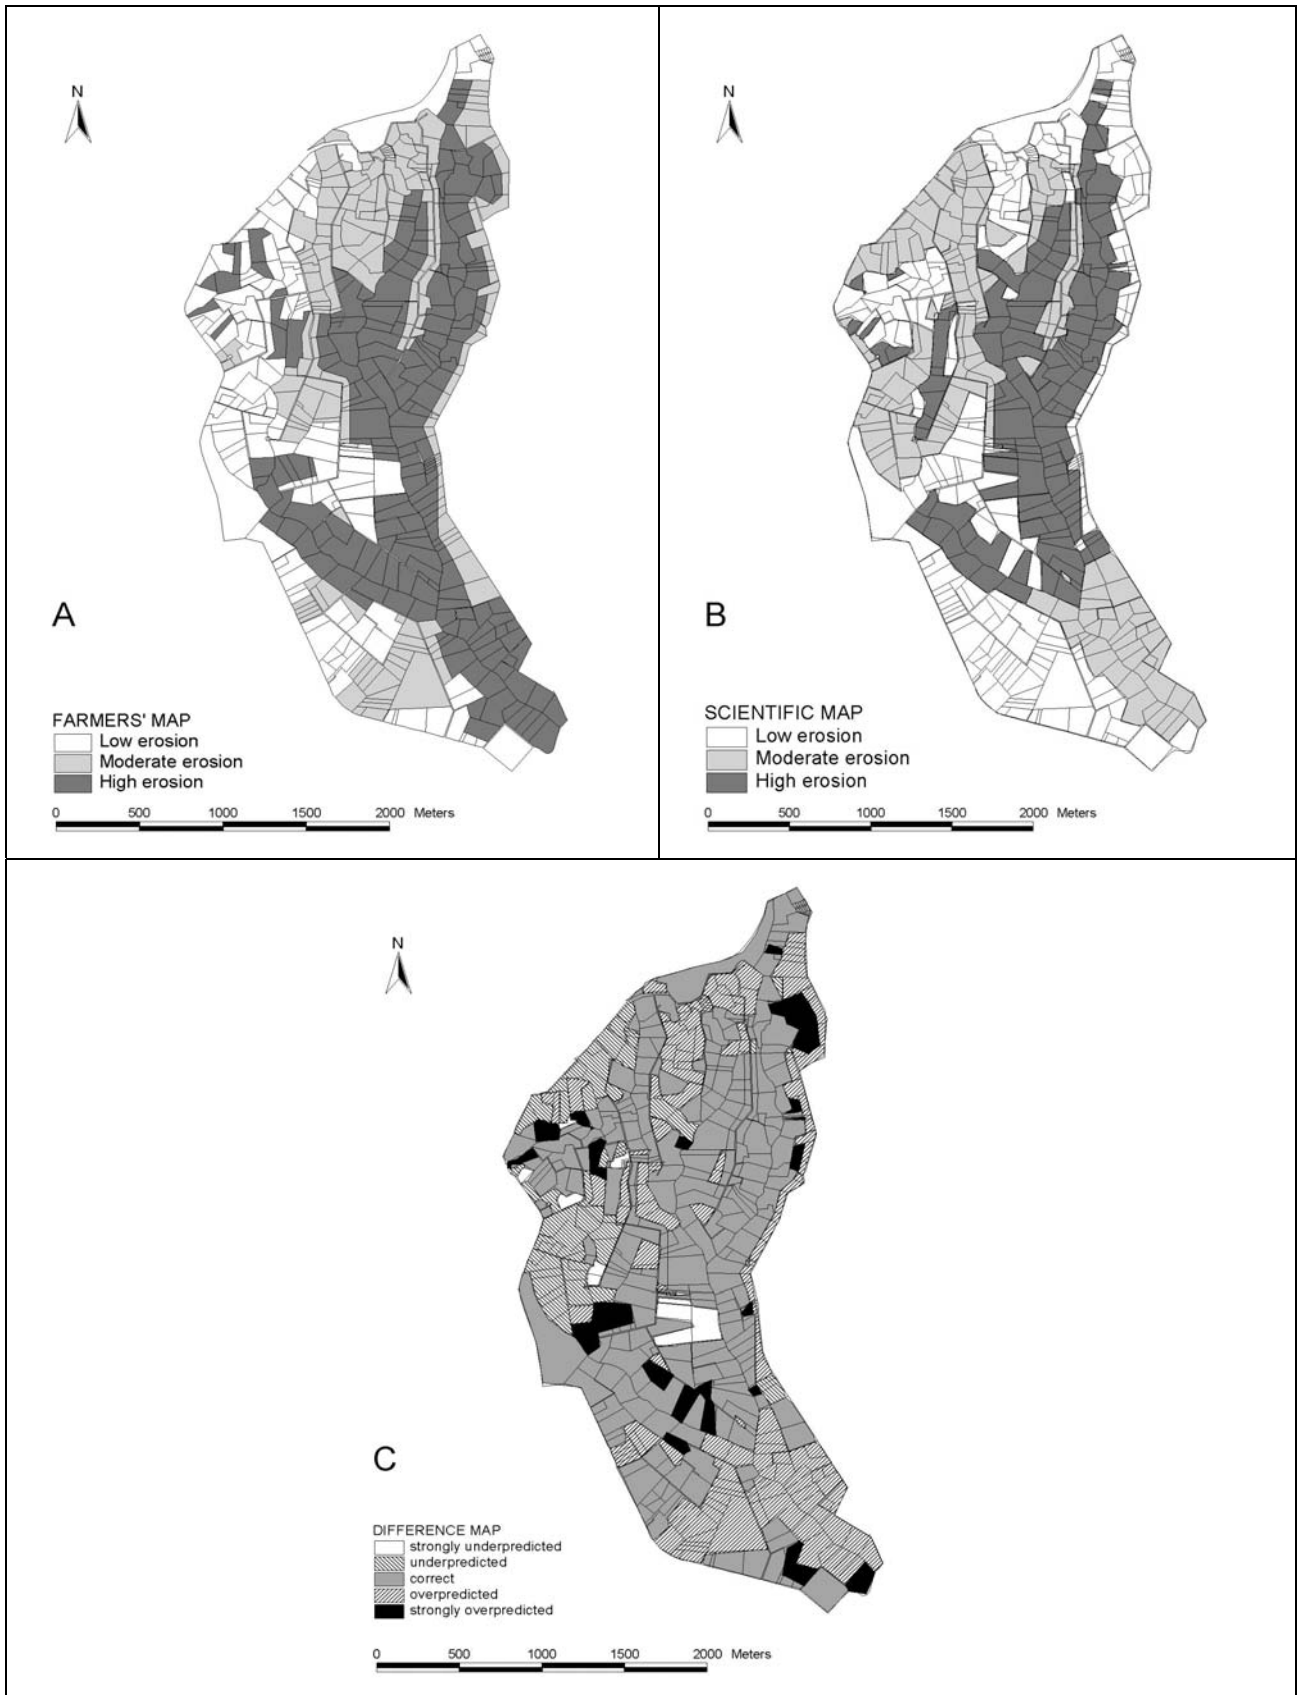 N
A
FARMERS' MAP
Low erosion
Moderate erosion
High erosion
0 500 1000 1500 2000 Meters
N
B
SCIENTIFIC MAP
Low erosion
Moderate erosion
High erosion
0 500 1000 1500 2000 Meters
N
C
DIFFERENCE MAP
strongly underpredicted
underpredicted
correct
overpredicted
strongly overpredicted
0 500 1000 1500 2000 Meters